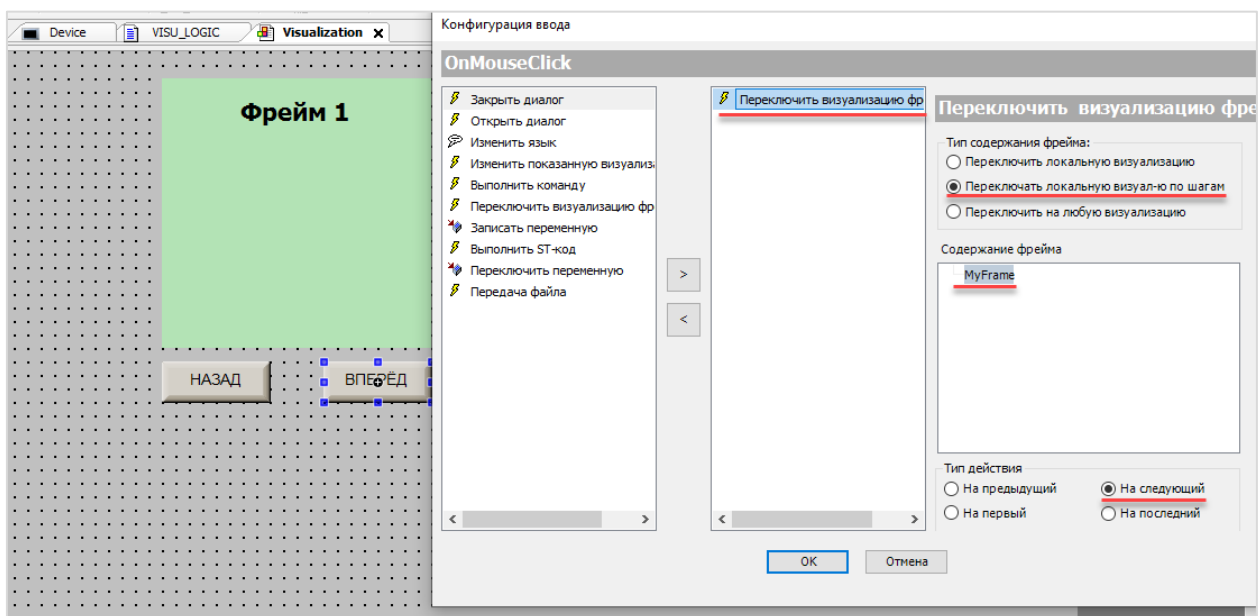 Device
VISU_LOGIC
Visualization
Фрейм 1
НАЗАД
ВПЕРЁД
Конфигурация ввода
OnMouseClick
Закрыть диалог
Открыть диалог
Изменить язык
Изменить показанную визуализ
Выполнить команду
Переключить визуализацию фр
Записать переменную
Выполнить ST-код
Переключить переменную
Передача файла
>
<
Переключить визуализацию фр
Переключить визуализацию фре
Тип содержания фрейма:
Переключить локальную визуализацию
Переключать локальную визуал-ю по шагам
Переключить на любую визуализацию
Содержание фрейма
MyFrame
Тип действия
На предыдущий
На следующий
На первый
На последний
OK
Отмена